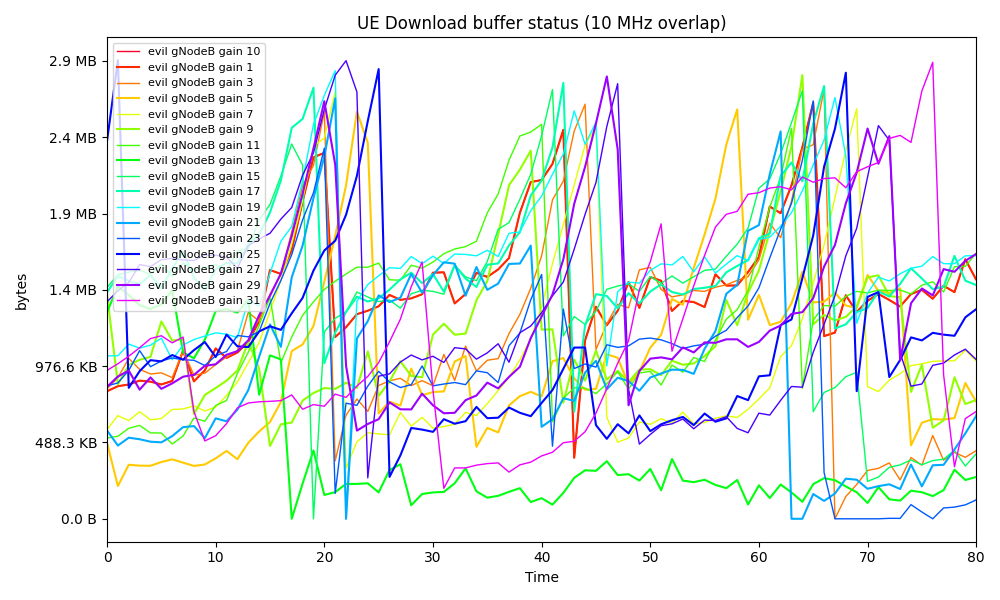 UE Download buffer status (10 MHz overlap)
2.9 MB
2.4 MB
1.9 MB
1.4 MB
976.6 KB
488.3 KB
0.0 B
bytes
evil gNodeB gain 10
evil gNodeB gain 1
evil gNodeB gain 3
evil gNodeB gain 5
evil gNodeB gain 7
evil gNodeB gain 9
evil gNodeB gain 11
evil gNodeB gain 13
evil gNodeB gain 15
evil gNodeB gain 17
evil gNodeB gain 19
evil gNodeB gain 21
evil gNodeB gain 23
evil gNodeB gain 25
evil gNodeB gain 27
evil gNodeB gain 29
evil gNodeB gain 31
0 10 20 30 40 50 60 70 80
Time